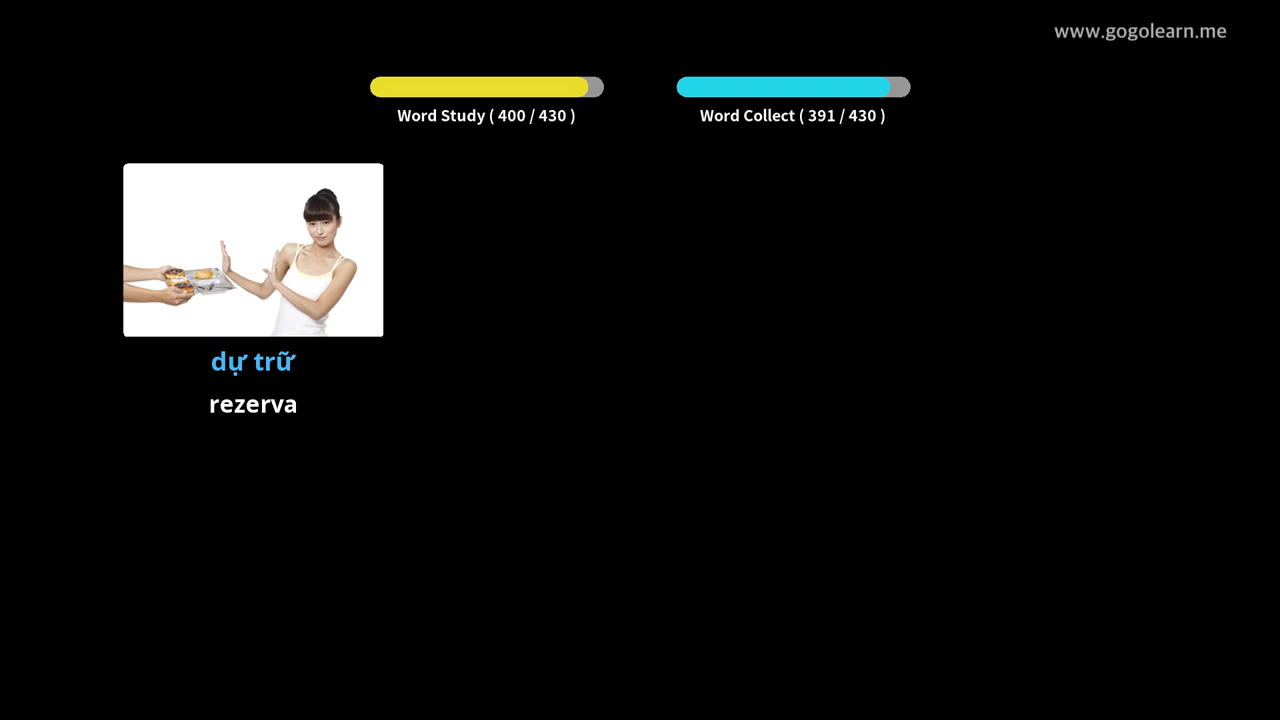 www.gogolearn.me
Word Study ( 400 / 430 )
Word Collect ( 391 / 430 )
dự trữ
rezerva